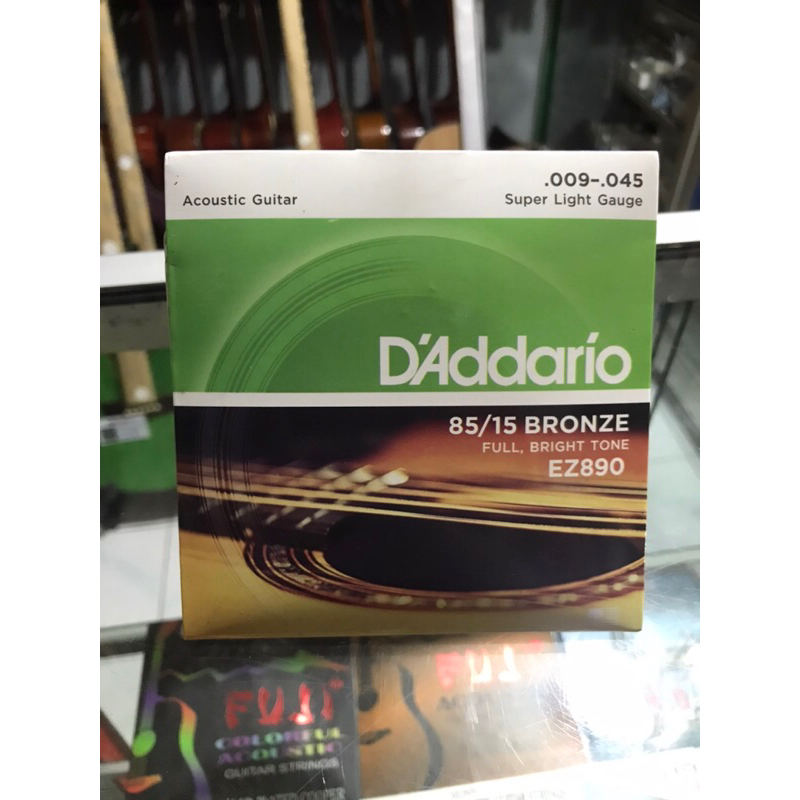 .009–.045
Acoustic Guitar
Super Light Gauge
D'Addario
85/15 BRONZE
FULL, BRIGHT TONE
EZ890
FUJI
FUJI
COLORFUL
ACOUSTIC
GUITAR STRINGS